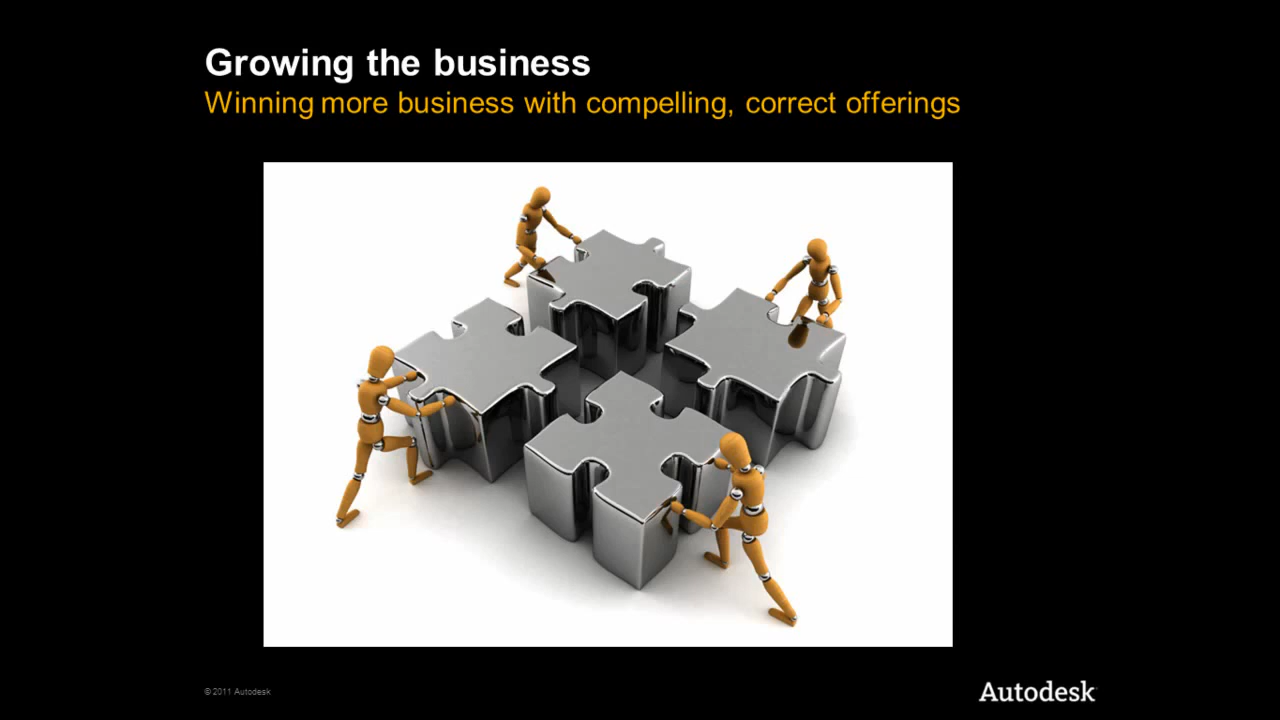 Growing the business
Winning more business with compelling, correct offerings
© 2011 Autodesk
Autodesk